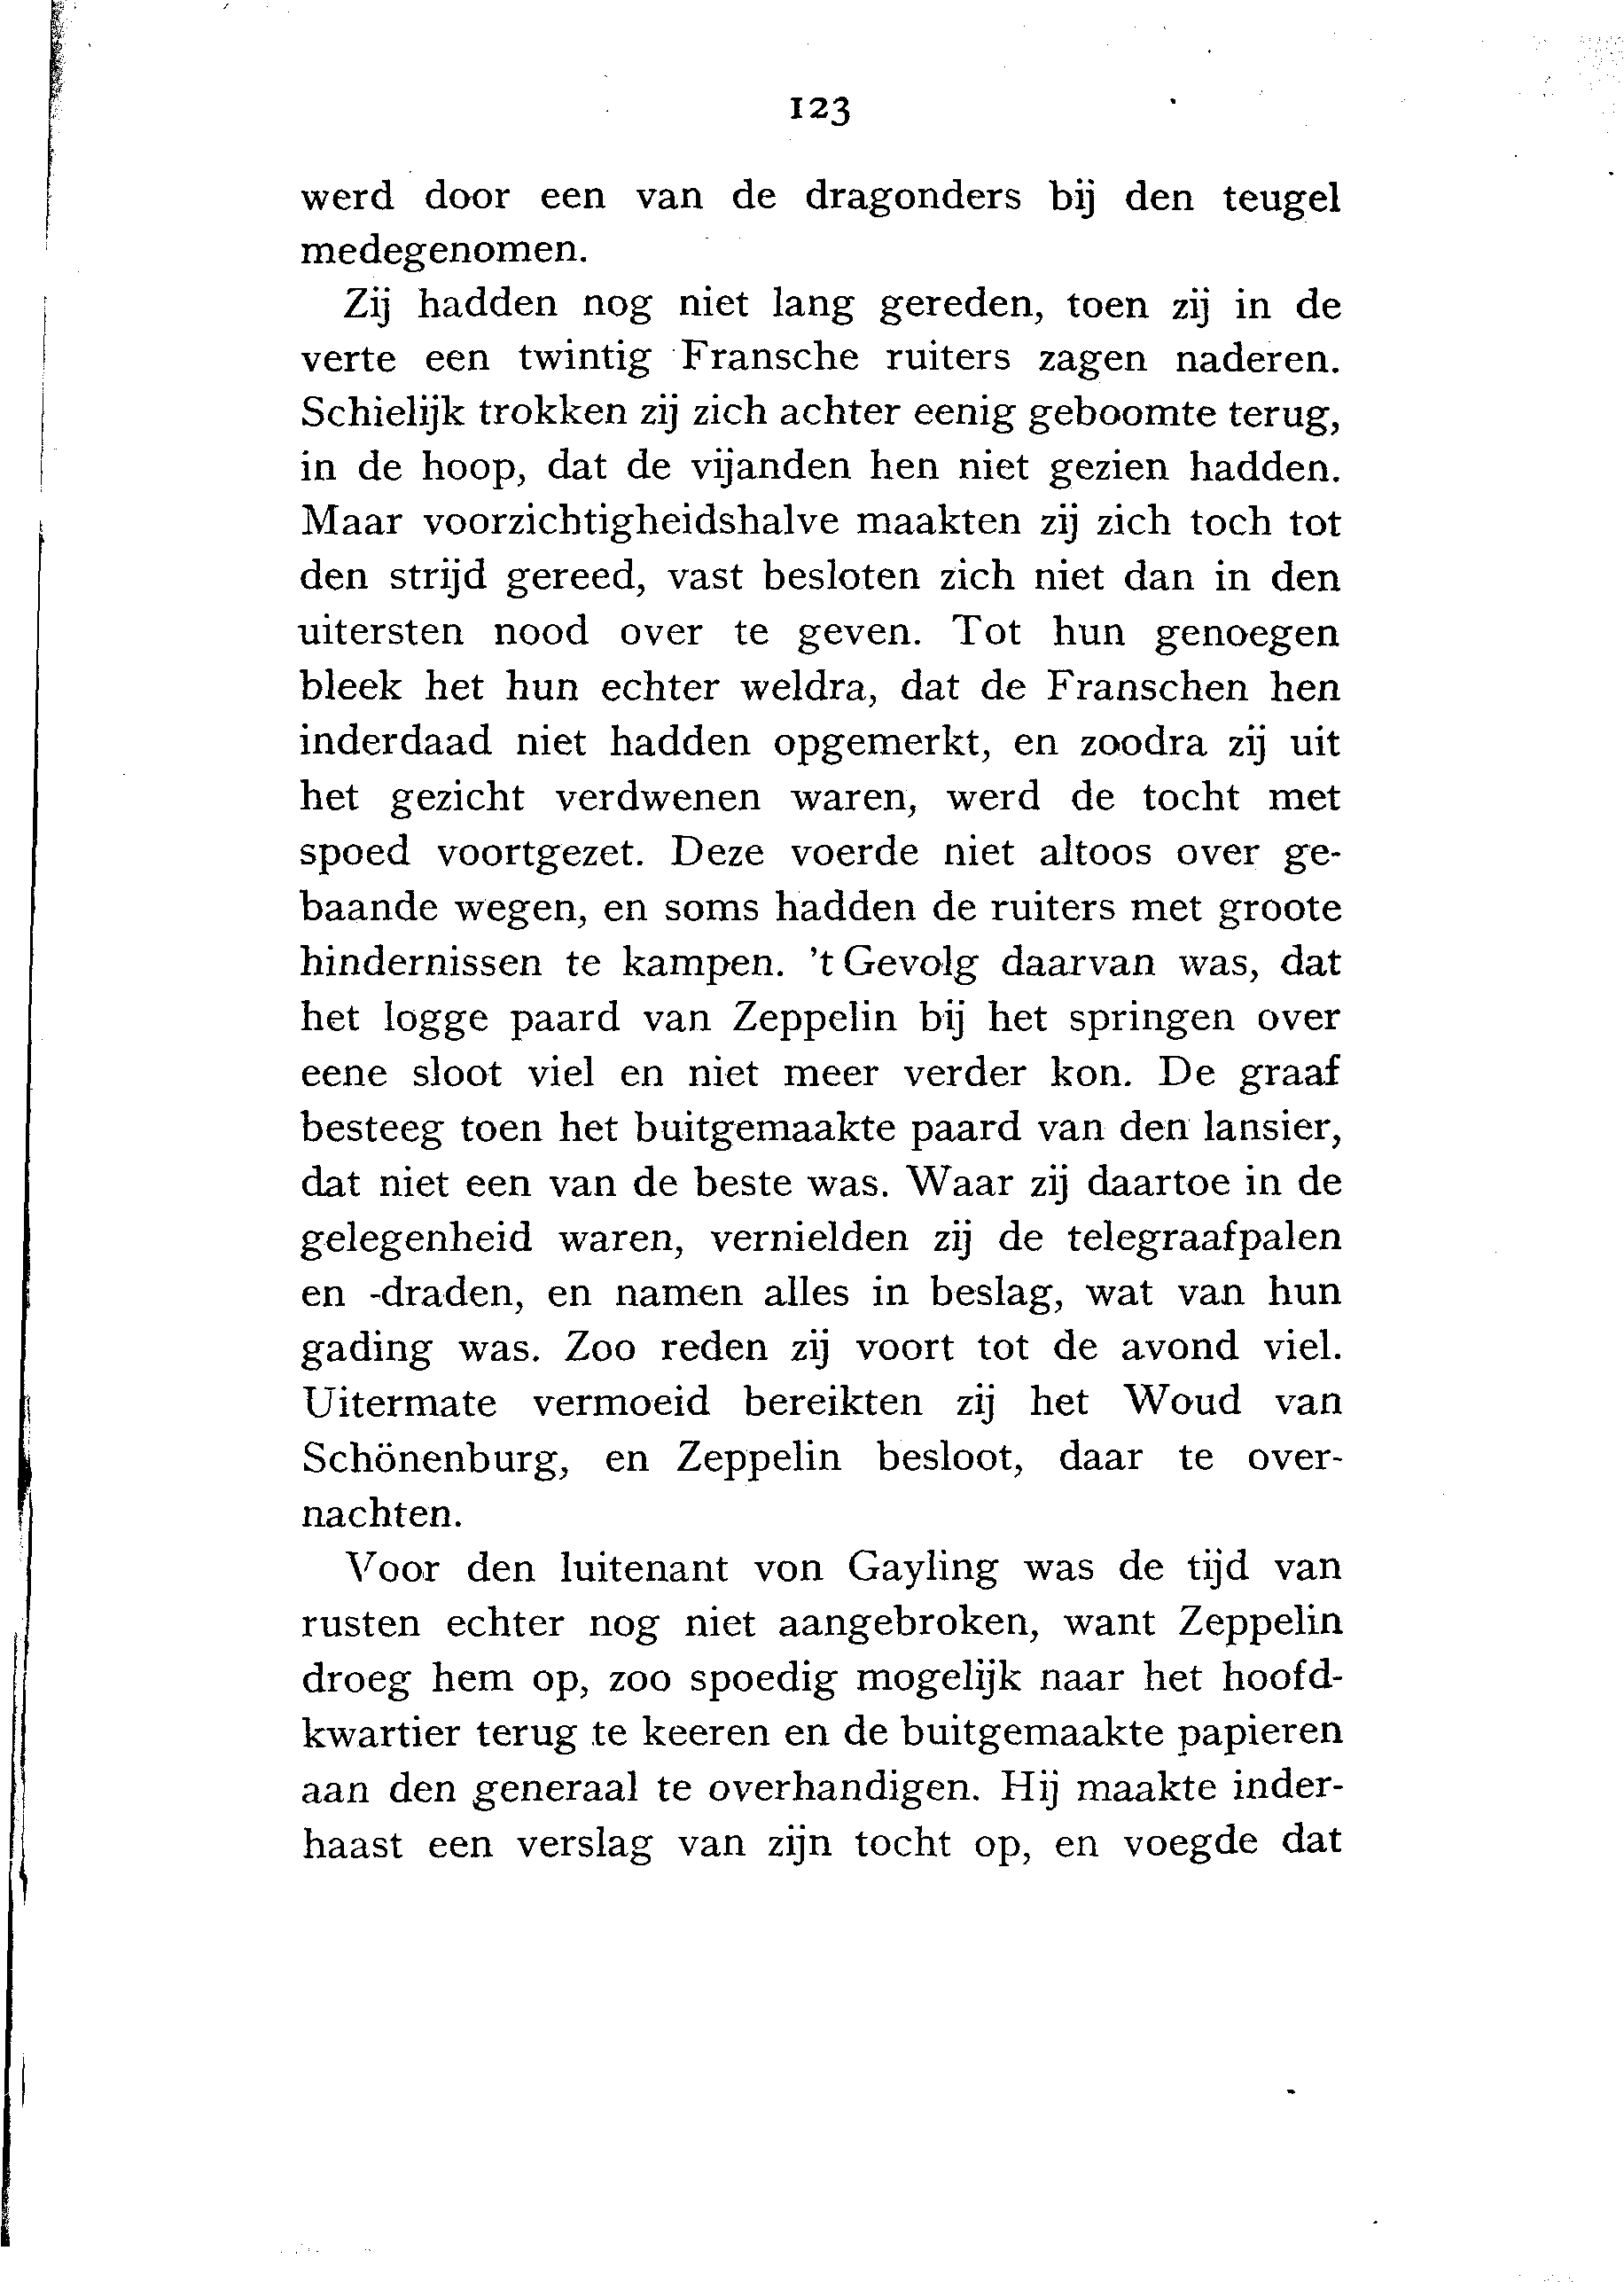 123
werd door een van de dragonders bij den teugel
medegenomen.
Zij hadden nog niet lang gereden, toen zij in de
verte een twintig Fransche ruiters zagen naderen.
Schielijk trokken zij zich achter eenig geboomte terug,
in de hoop, dat de vijanden hen niet gezien hadden.
Maar voorzichtigheidshalve maakten zij zich toch tot
den strijd gereed, vast besloten zich niet dan in den
uitersten nood over te geven. Tot hun genoegen
bleek het hun echter weldra, dat de Franschen hen
inderdaad niet hadden opgemerkt, en zoodra zij uit
het gezicht verdwenen waren, werd de tocht met
spoed voortgezet. Deze voerde niet altoos over ge-
baande wegen, en soms hadden de ruiters met groote
hindernissen te kampen. 't Gevolg daarvan was, dat
het logge paard van Zeppelin bij het springen over
eene sloot viel en niet meer verder kon. De graaf
besteeg toen het buitgemaakte paard van den lansier,
dat niet een van de beste was. Waar zij daartoe in de
gelegenheid waren, vernielden zij de telegraafpalen
en -draden, en namen alles in beslag, wat van hun
gading was. Zoo reden zij voort tot de avond viel.
Uitermate vermoeid bereikten zij het Woud van
Schönenburg, en Zeppelin besloot, daar te over-
nachten.
Voor den luitenant von Gayling was de tijd van
rusten echter nog niet aangebroken, want Zeppelin
droeg hem op, zoo spoedig mogelijk naar het hoofd-
kwartier terug te keeren en de buitgemaakte papieren
aan den generaal te overhandigen. Hij maakte inder-
haast een verslag van zijn tocht op, en voegde dat